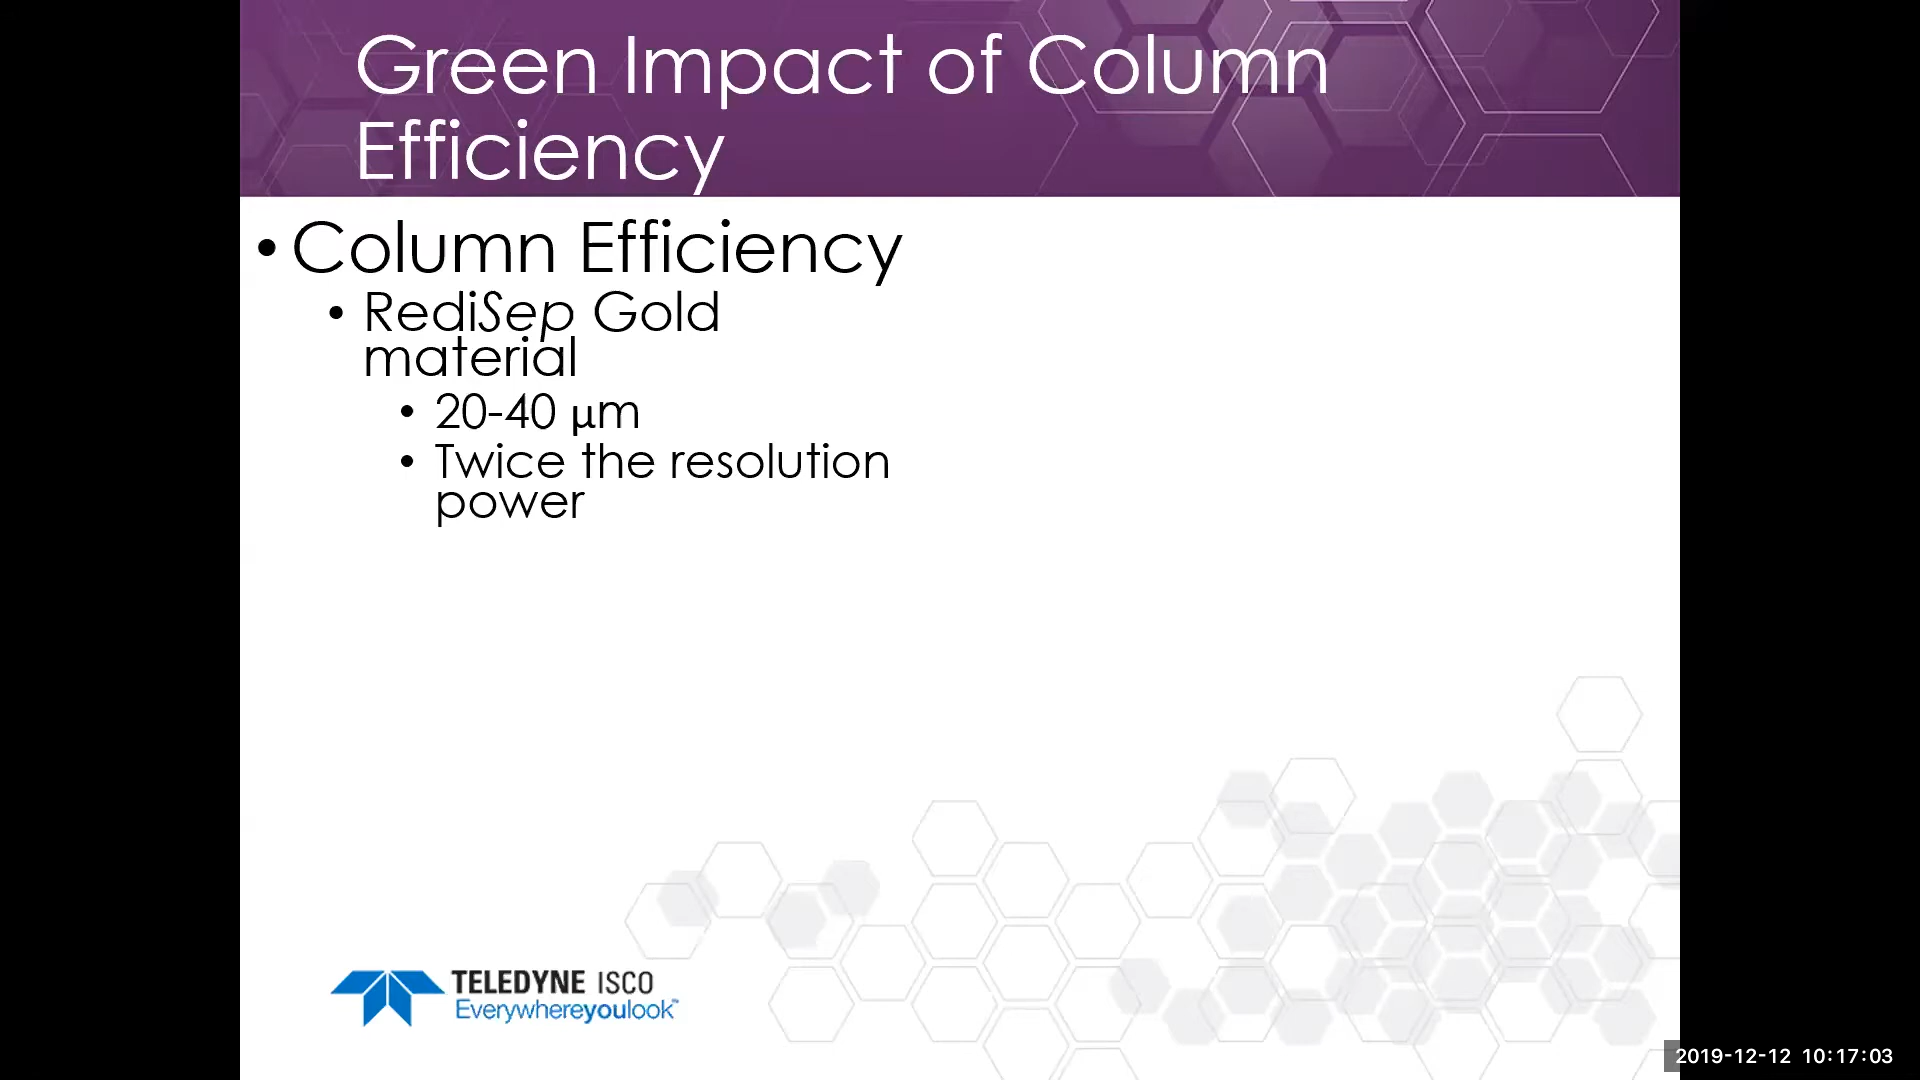 Green Impact of Column
Efficiency
• Column Efficiency
• RediSep Gold
material
• 20-40 µm
• Twice the resolution
power
TELEDYNE ISCO
Everywhereyoulook™
2019-12-12 10:17:03